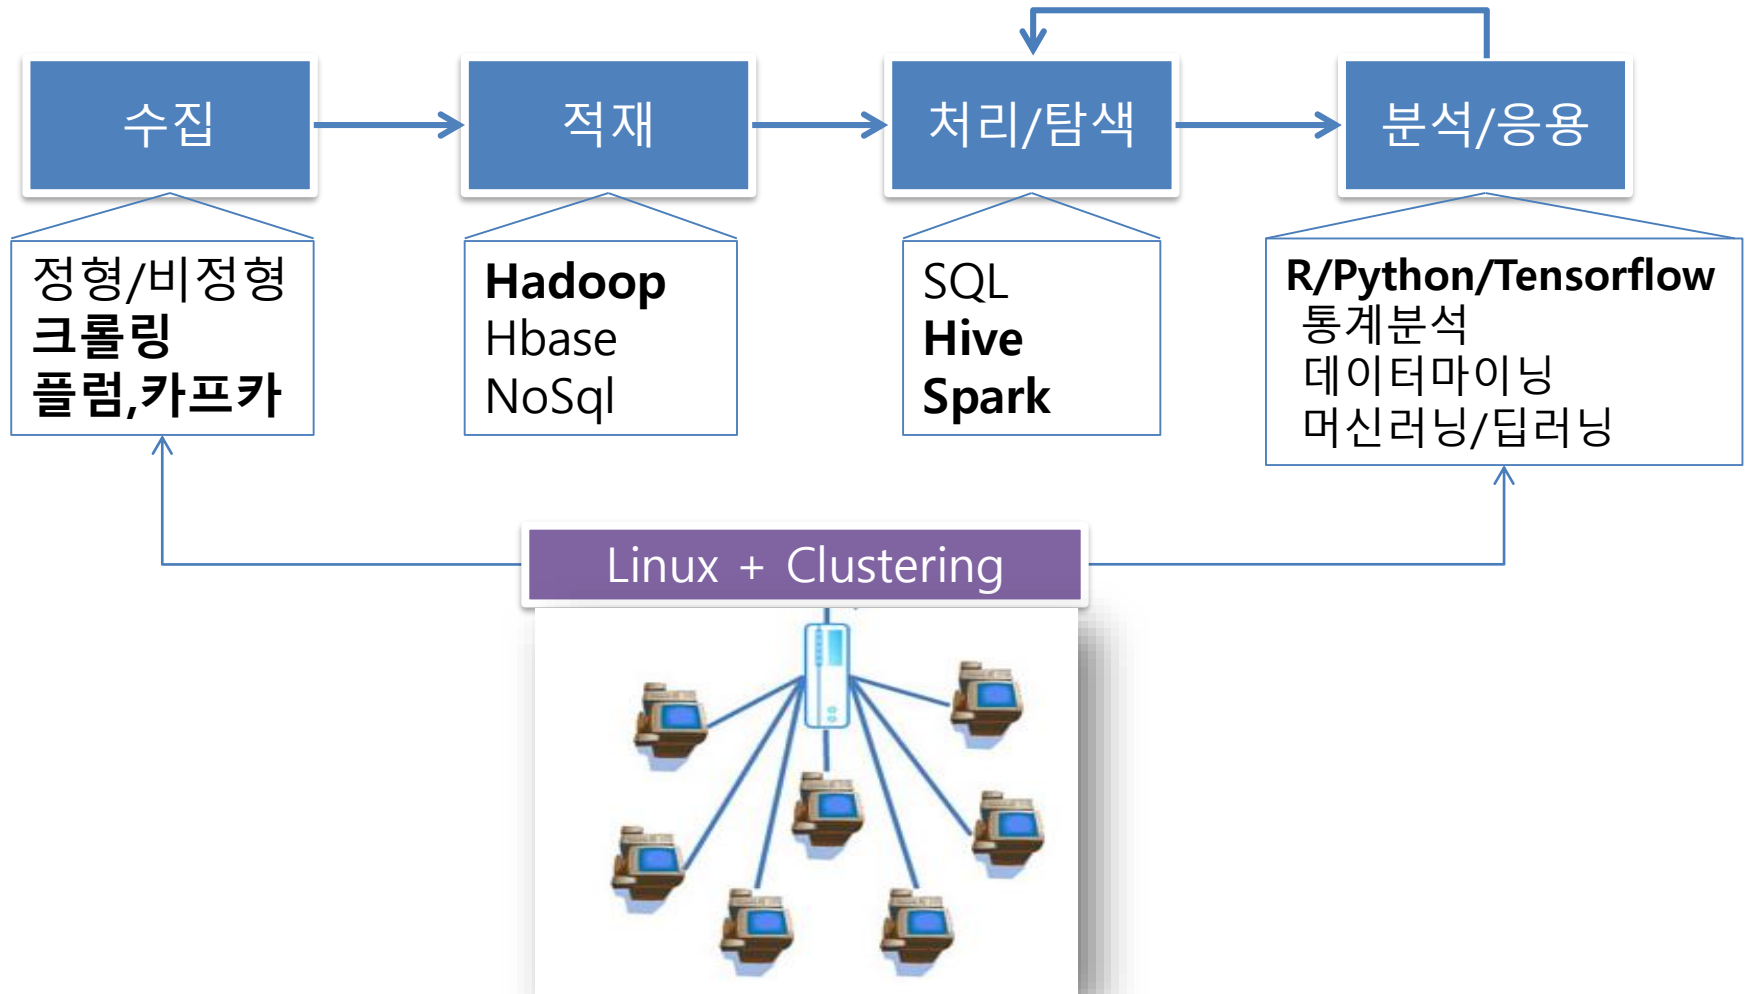 수집
적재
처리/탐색
분석/응용
정형/비정형
크롤링
플럼,카프카
Hadoop
Hbase
NoSql
SQL
Hive
Spark
R/Python/Tensorflow
통계분석
데이터마이닝
머신러닝/딥러닝
Linux + Clustering